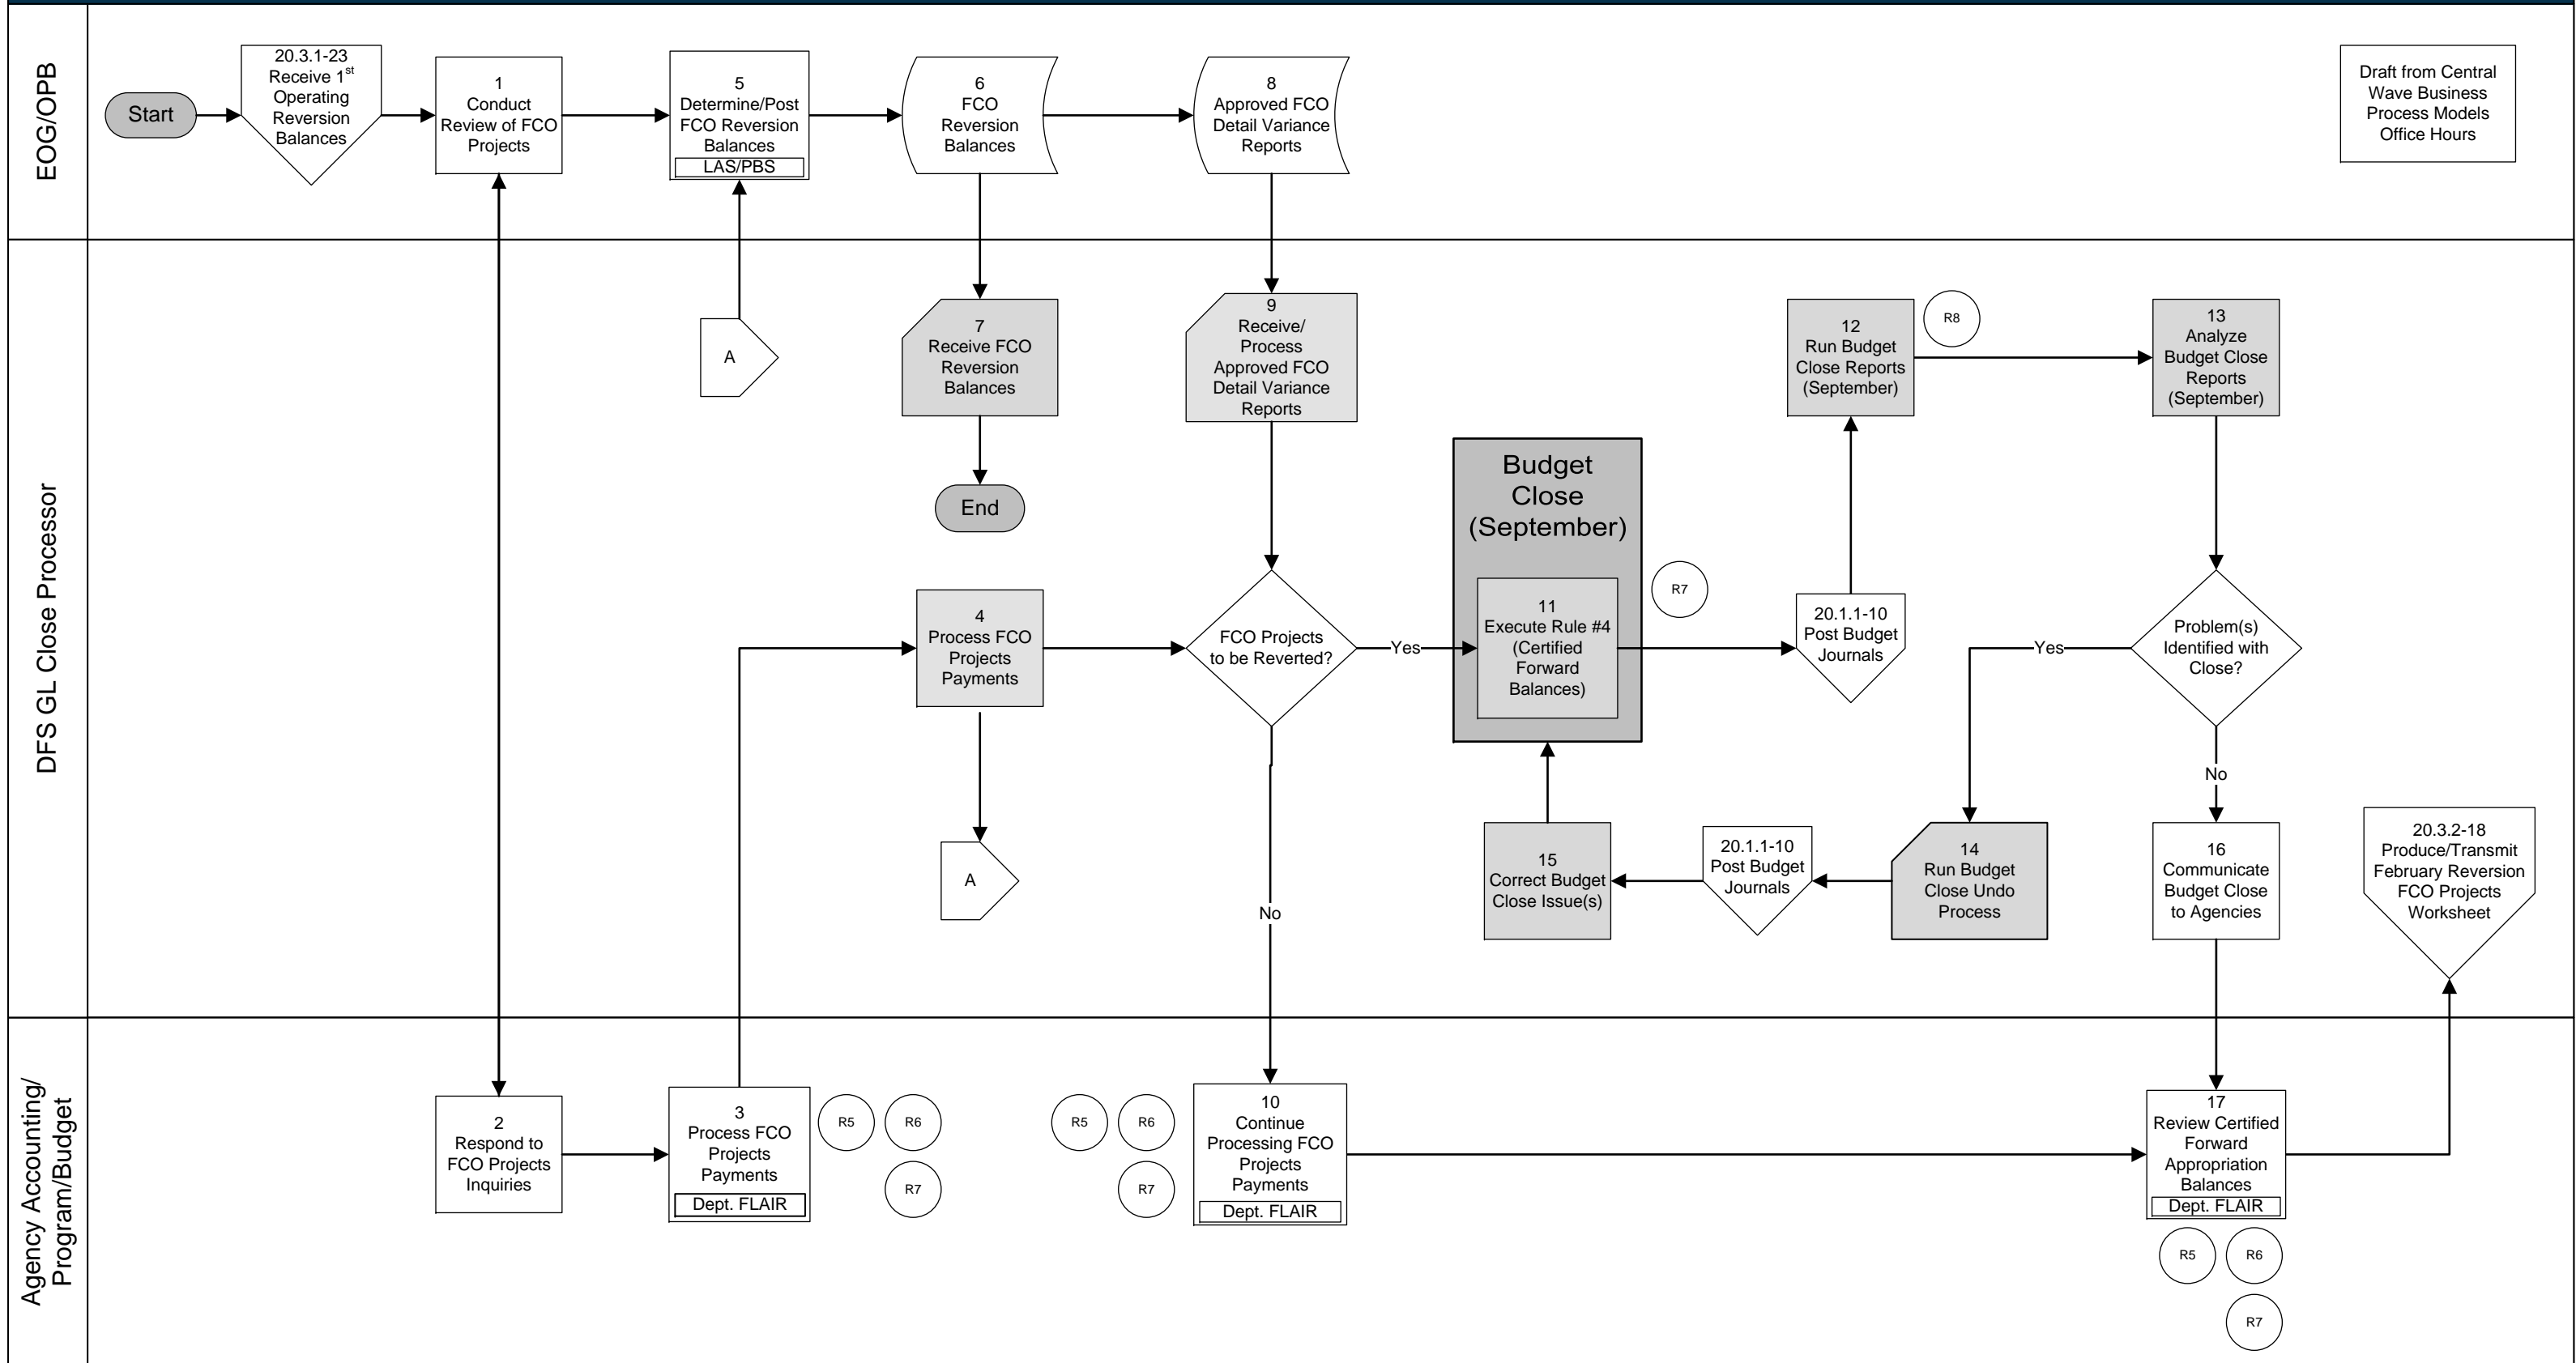 EOG/OPB
Start
20.3.1-23
Receive 1st
Operating
Reversion
Balances
1
Conduct
Review of FCO
Projects
5
Determine/Post
FCO Reversion
Balances
LAS/PBS
6
FCO
Reversion
Balances
8
Approved FCO
Detail Variance
Reports
Draft from Central
Wave Business
Process Models
Office Hours
DFS GL Close Processor
A
7
Receive FCO
Reversion
Balances
End
9
Receive/
Process
Approved FCO
Detail Variance
Reports
4
Process FCO
Projects
Payments
A
FCO Projects
to be Reverted?
Yes
No
Budget
Close
(September)
11
Execute Rule #4
(Certified
Forward
Balances)
R7
20.1.1-10
Post Budget
Journals
12
Run Budget
Close Reports
(September)
R8
13
Analyze
Budget Close
Reports
(September)
Problem(s)
Identified with
Close?
Yes
No
14
Run Budget
Close Undo
Process
20.1.1-10
Post Budget
Journals
15
Correct Budget
Close Issue(s)
16
Communicate
Budget Close
to Agencies
20.3.2-18
Produce/Transmit
February Reversion
FCO Projects
Worksheet
Agency Accounting/
Program/Budget
2
Respond to
FCO Projects
Inquiries
3
Process FCO
Projects
Payments
Dept. FLAIR
R5
R6
R7
R5
R6
R7
10
Continue
Processing FCO
Projects
Payments
Dept. FLAIR
17
Review Certified
Forward
Appropriation
Balances
Dept. FLAIR
R5
R6
R7